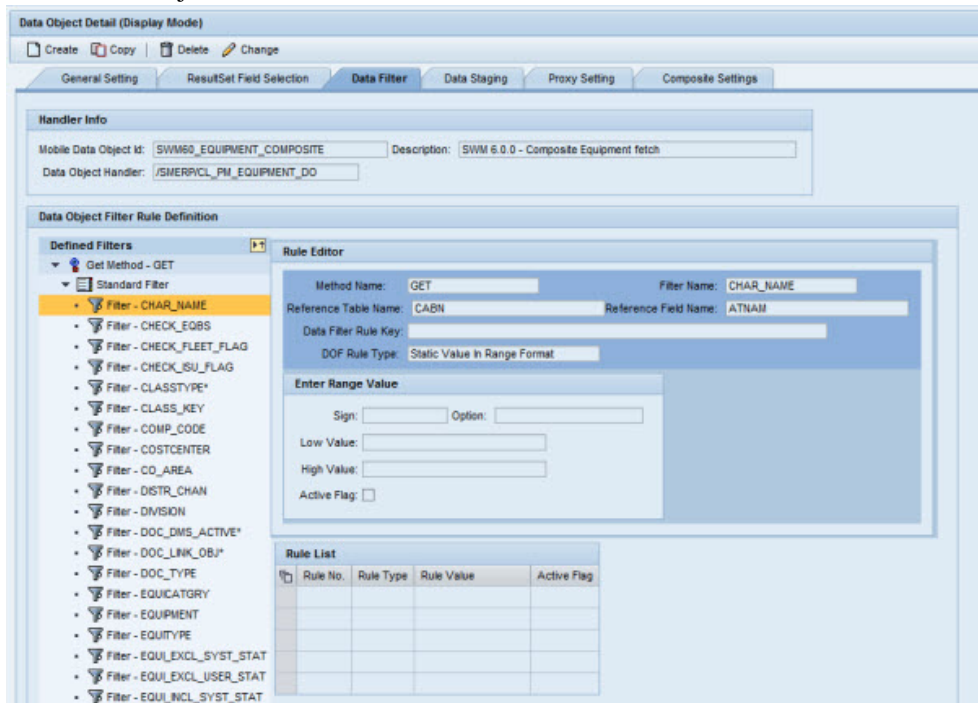 Data Object Detail (Display Mode)
Create Copy | Delete Change
General Setting ResultSet Field Selection Data Filter Data Staging Proxy Setting Composite Settings
Handler Info
Mobile Data Object Id: SWM60_EQUIPMENT_COMPOSITE Description: SWM 6.0.0 - Composite Equipment fetch
Data Object Handler: /SMERP/CL_PM_EQUIPMENT_DO
Data Object Filter Rule Definition
Defined Filters
Get Method - GET
Standard Filter
Filter - CHAR_NAME
Filter - CHECK_EQBS
Filter - CHECK_FLEET_FLAG
Filter - CHECK_ISU_FLAG
Filter - CLASSTYPE*
Filter - CLASS_KEY
Filter - COMP_CODE
Filter - COSTCENTER
Filter - CO_AREA
Filter - DISTR_CHAN
Filter - DIVISION
Filter - DOC_DMS_ACTIVE*
Filter - DOC_LINK_OBJ*
Filter - DOC_TYPE
Filter - EQUICATGRY
Filter - EQUIPMENT
Filter - EQUITYPE
Filter - EQUI_EXCL_SYST_STAT
Filter - EQUI_EXCL_USER_STAT
Filter - EQUI_INCL_SYST_STAT
Rule Editor
Method Name: GET Filter Name: CHAR_NAME
Reference Table Name: CABN Reference Field Name: ATNAM
Data Filter Rule Key:
DOF Rule Type: Static Value In Range Format
Enter Range Value
Sign: Option:
Low Value:
High Value:
Active Flag:
Rule List
Rule No. Rule Type Rule Value Active Flag